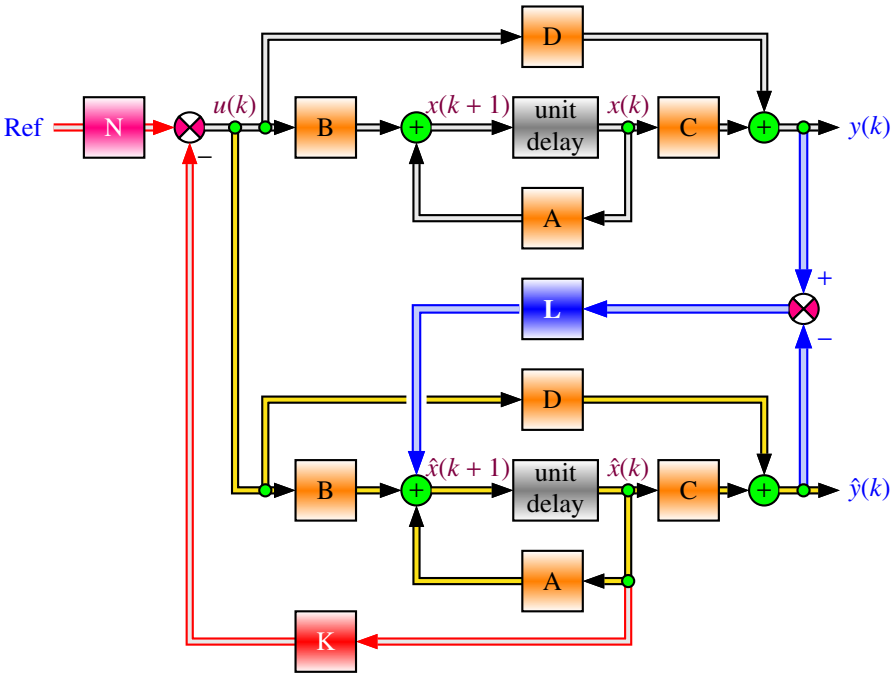 D
u(k)
x(k+1)
x(k)
Ref
N
B
+
unit
delay
C
+
y(k)
−
A
+
L
−
D
x̂(k+1)
x̂(k)
B
+
unit
delay
C
+
ŷ(k)
A
K